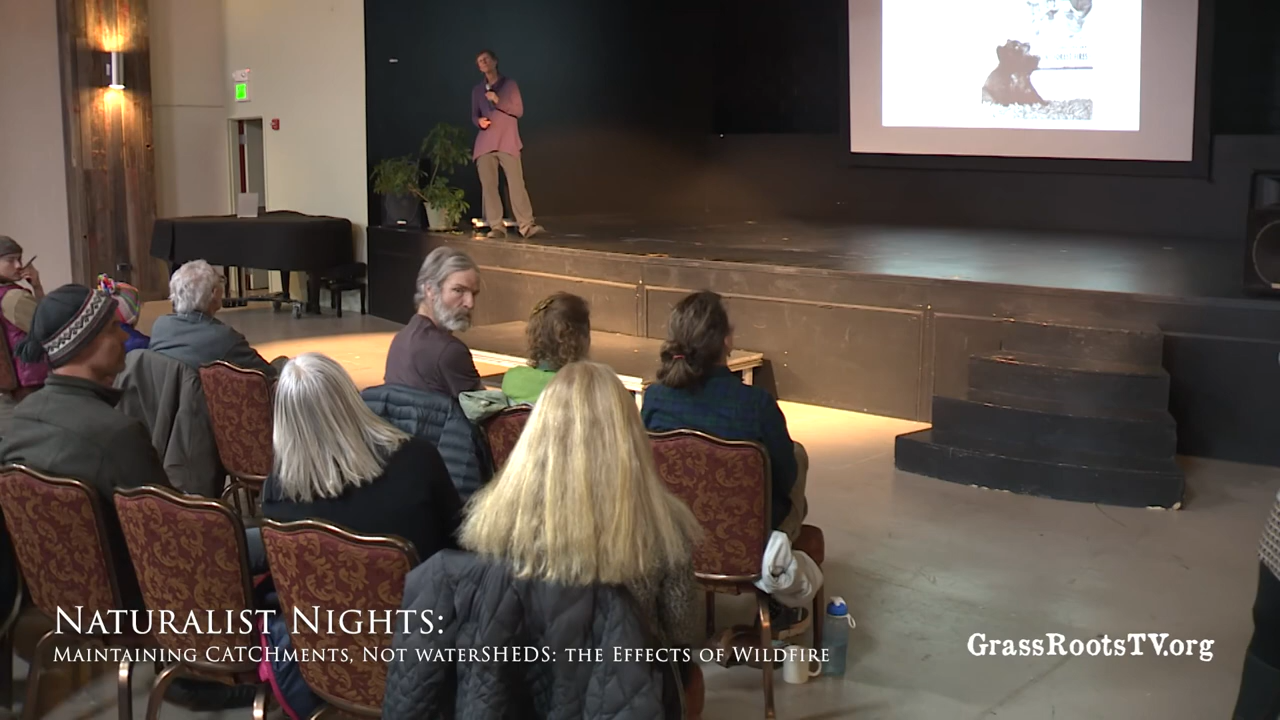 Naturalist Nights:
Maintaining CATCHments, Not waterSHEDS: the Effects of Wildfire
GrassRootsTV.org